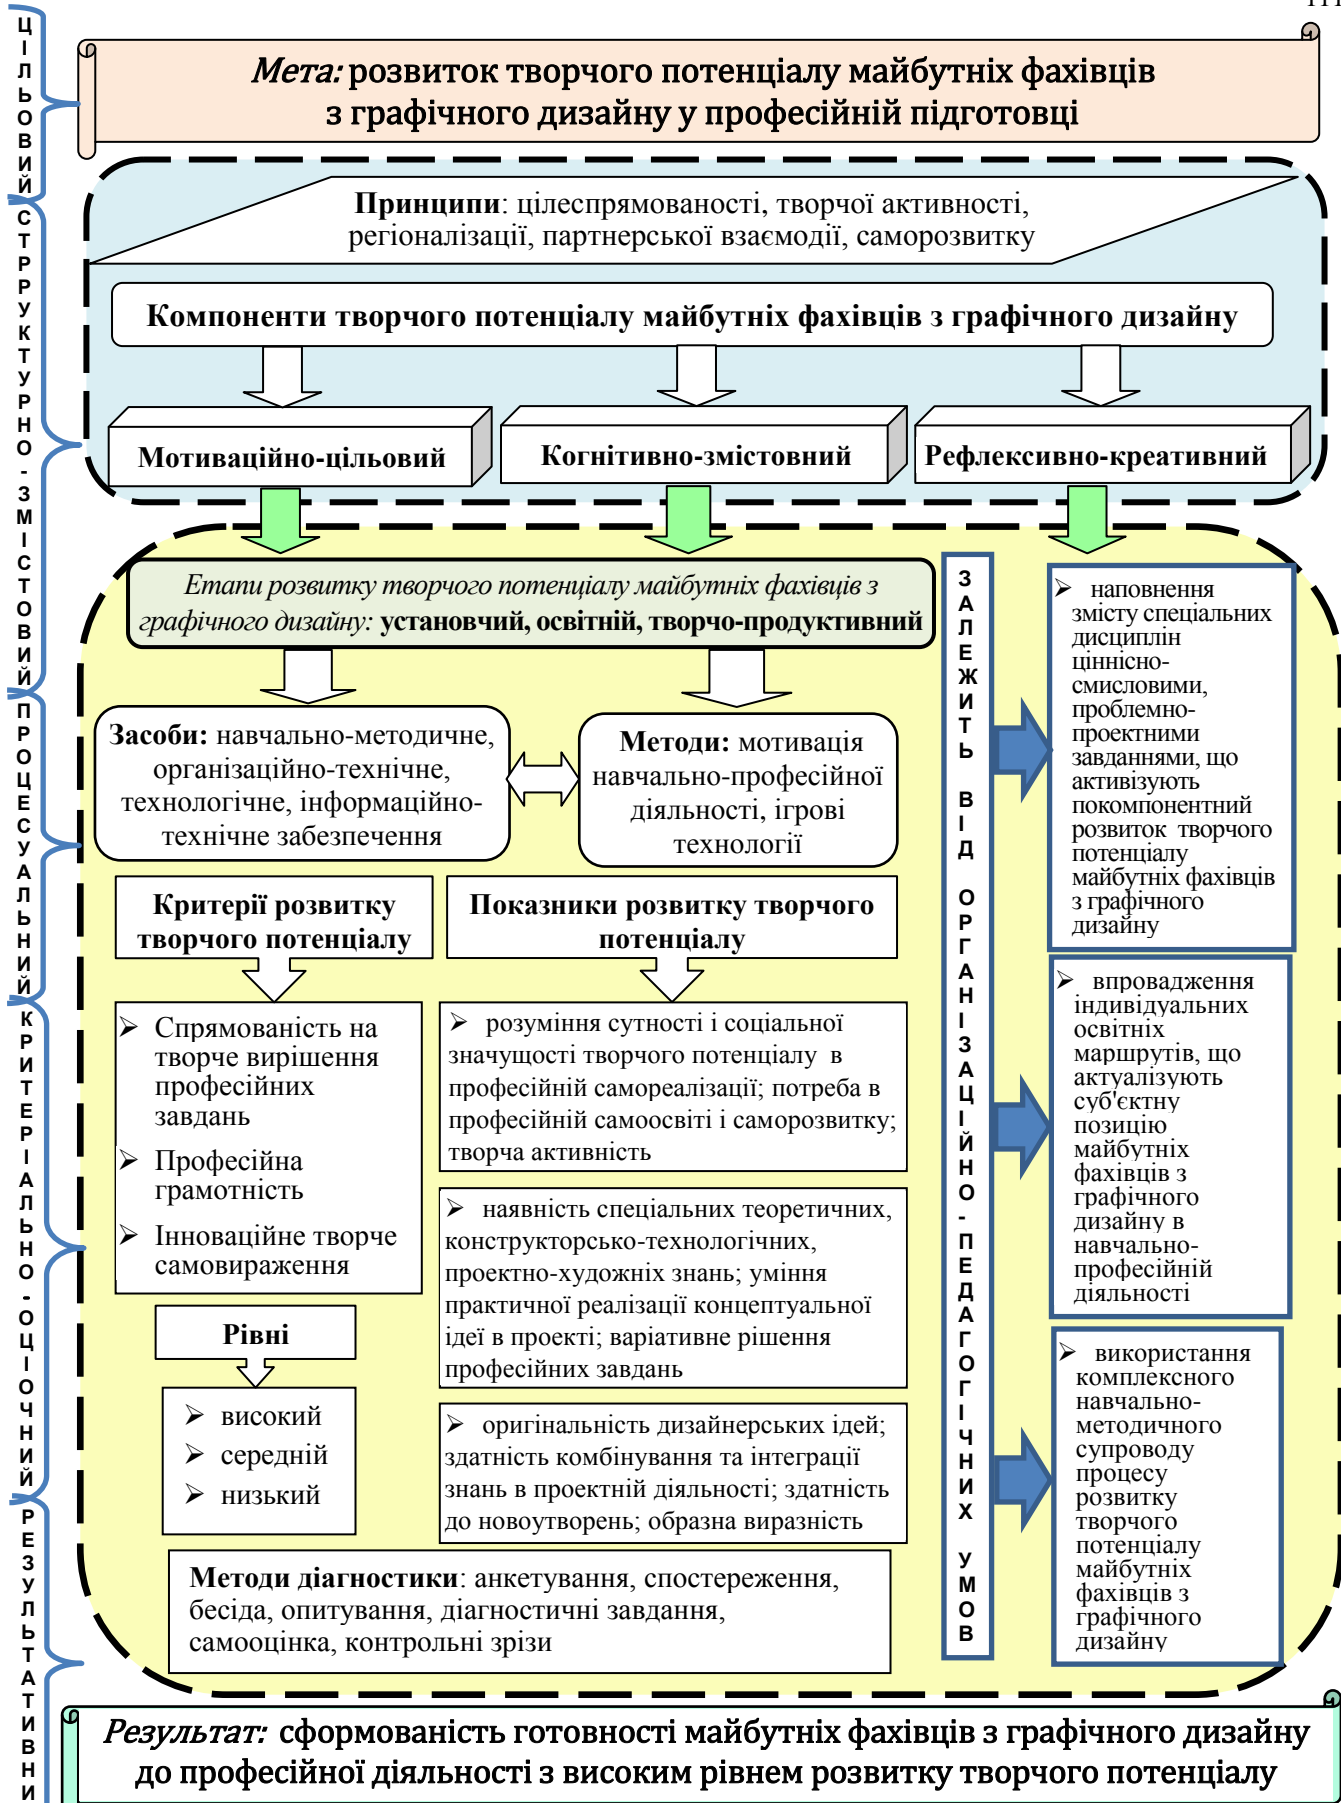 111
ЦІЛЬОВИЙ
Мета: розвиток творчого потенціалу майбутніх фахівців
з графічного дизайну у професійній підготовці
СТРРУКТУРНО-ЗМІСТОВИЙ
Принципи: цілеспрямованості, творчої активності,
регіоналізації, партнерської взаємодії, саморозвитку
Компоненти творчого потенціалу майбутніх фахівців з графічного дизайну
Мотиваційно-цільовий
Когнітивно-змістовний
Рефлексивно-креативний
ПРОЦЕСУАЛЬНИЙ
Етапи розвитку творчого потенціалу майбутніх фахівців з
графічного дизайну: установчий, освітній, творчо-продуктивний
Засоби: навчально-методичне,
організаційно-технічне,
технологічне, інформаційно-
технічне забезпечення
Методи: мотивація
навчально-професійної
діяльності, ігрові
технології
КРИТЕРІАЛЬНО-ОЦІОЧНИЙ
Критерії розвитку
творчого потенціалу
➢ Спрямованість на
творче вирішення
професійних
завдань
➢ Професійна
грамотність
➢ Інноваційне творче
самовираження
Рівні
➢ високий
➢ середній
➢ низький
Показники розвитку творчого
потенціалу
➢ розуміння сутності і соціальної
значущості творчого потенціалу в
професійній самореалізації; потреба в
професійній самоосвіті і саморозвитку;
творча активність
➢ наявність спеціальних теоретичних,
конструкторсько-технологічних,
проектно-художніх знань; уміння
практичної реалізації концептуальної
ідеї в проекті; варіативне рішення
професійних завдань
➢ оригінальність дизайнерських ідей;
здатність комбінування та інтеграції
знань в проектній діяльності; здатність
до новоутворень; образна виразність
Методи діагностики: анкетування, спостереження,
бесіда, опитування, діагностичні завдання,
самооцінка, контрольні зрізи
ЗАЛЕЖИТЬ ВІД ОРГАНІЗАЦІЙНО-ПЕДАГОГІЧНИХ УМОВ
➢ наповнення
змісту спеціальних
дисциплін
ціннісно-
смисловими,
проблемно-
проектними
завданнями, що
активізують
покомпонентний
розвиток творчого
потенціалу
майбутніх фахівців
з графічного
дизайну
➢ впровадження
індивідуальних
освітніх
маршрутів, що
актуалізують
суб'єктну
позицію
майбутніх
фахівців з
графічного
дизайну в
навчально-
професійній
діяльності
➢ використання
комплексного
навчально-
методичного
супроводу
процесу
розвитку
творчого
потенціалу
майбутніх
фахівців з
графічного
дизайну
РЕЗУЛЬТАТИВНИ
Результат: сформованість готовності майбутніх фахівців з графічного дизайну
до професійної діяльності з високим рівнем розвитку творчого потенціалу